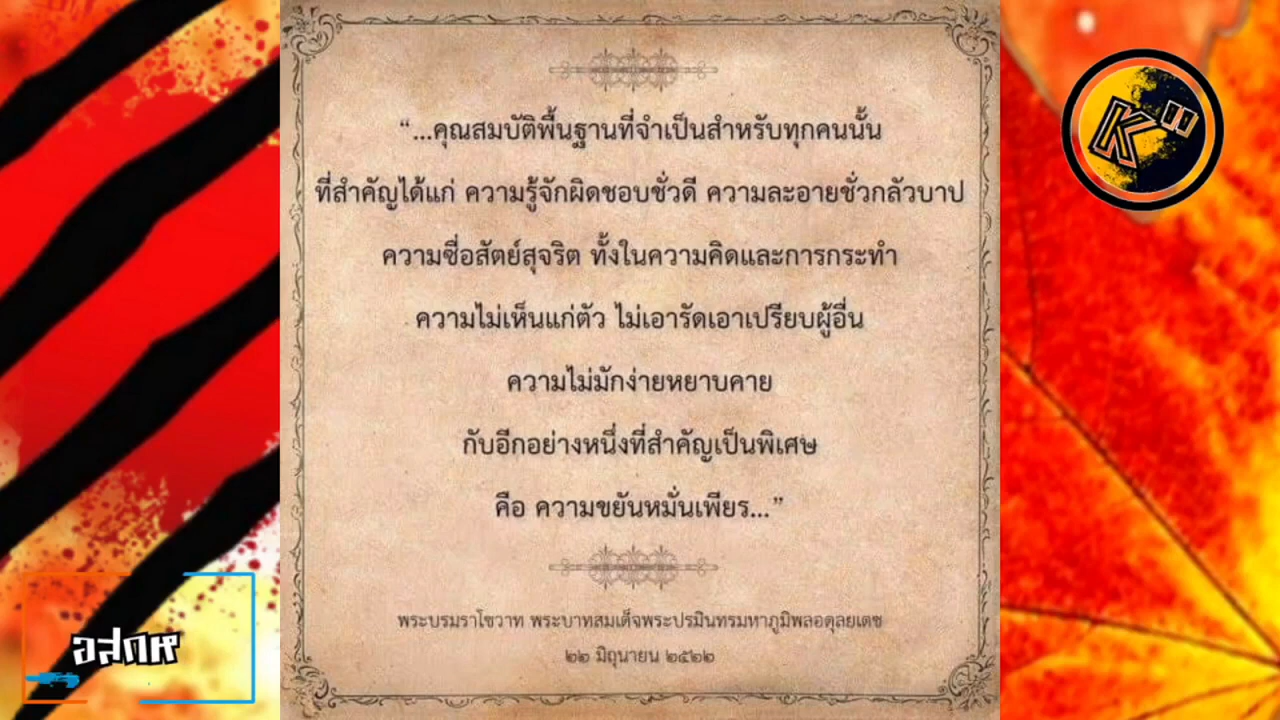 “...คุณสมบัติพื้นฐานที่จำเป็นสำหรับทุกคนนั้น
ที่สำคัญได้แก่ ความรู้จักผิดชอบชั่วดี ความละอายชั่วกลัวบาป
ความซื่อสัตย์สุจริต ทั้งในความคิดและการกระทำ
ความไม่เห็นแก่ตัว ไม่เอารัดเอาเปรียบผู้อื่น
ความไม่มักง่ายหยาบคาย
กับอีกอย่างหนึ่งที่สำคัญเป็นพิเศษ
คือ ความขยันหมั่นเพียร...”
พระบรมราโชวาท พระบาทสมเด็จพระปรมินทรมหาภูมิพลอดุลยเดช
๒๒ มิถุนายน ๒๕๒๒
K"
อสกห